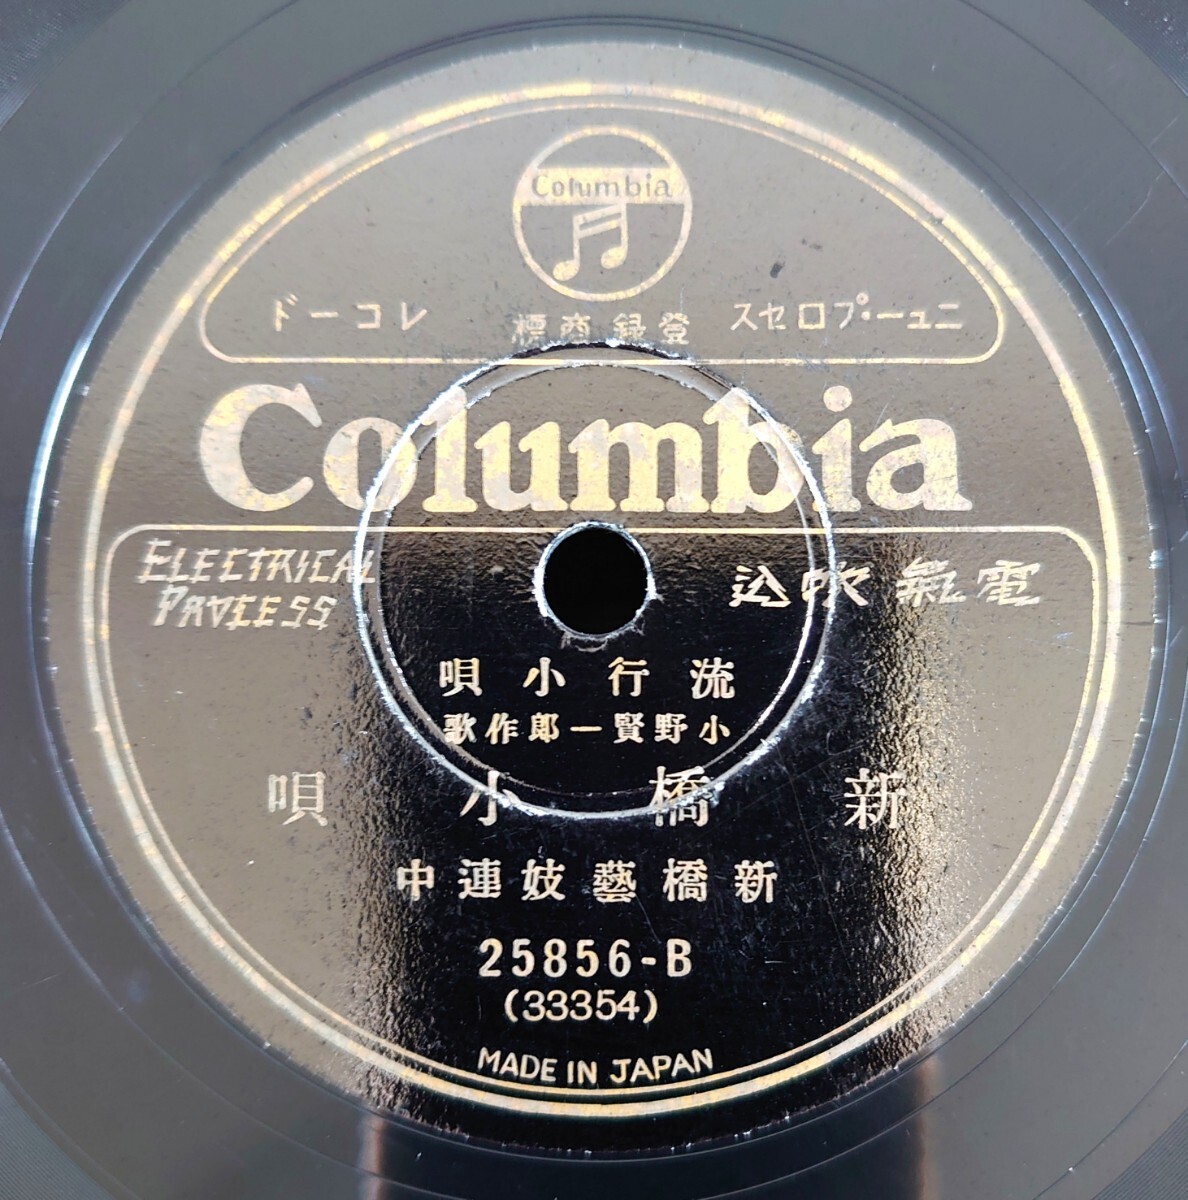 Columbia
ニュー・プロセス 登録商標 レコード
Columbia
ELECTRICAL
PROCESS
電氣吹込
流行小唄
小野賢一郎作歌
新橋小唄
新橋藝妓連中
25856-B
(33354)
MADE IN JAPAN